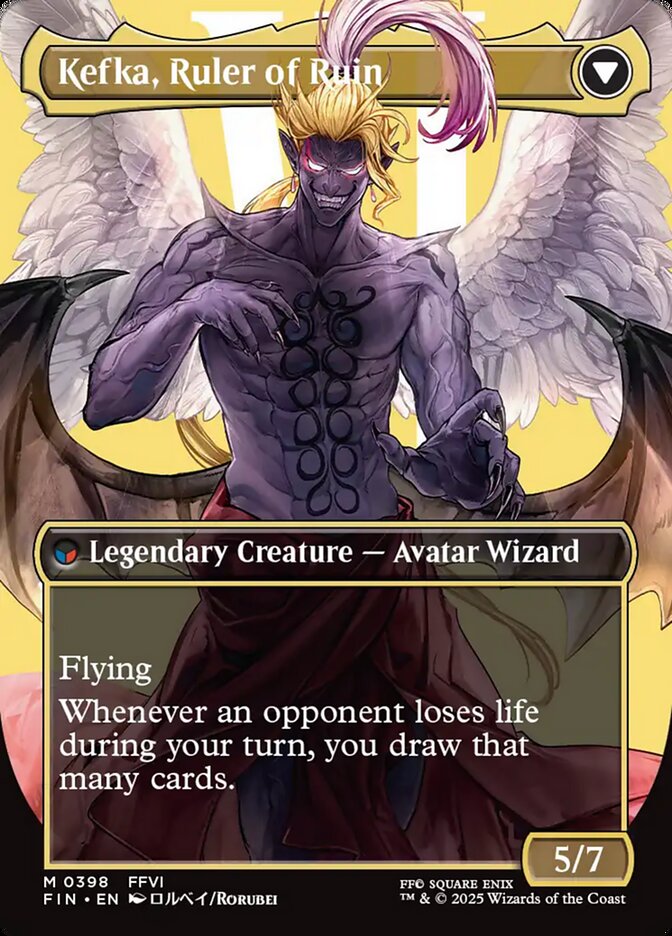 Kefka, Ruler of Ruin
Legendary Creature — Avatar Wizard
Flying
Whenever an opponent loses life
during your turn, you draw that
many cards.
5/7
M 0398 FFVI
FIN • EN ロルベイ/Rorubei
FF© SQUARE ENIX
™ & © 2025 Wizards of the Coast